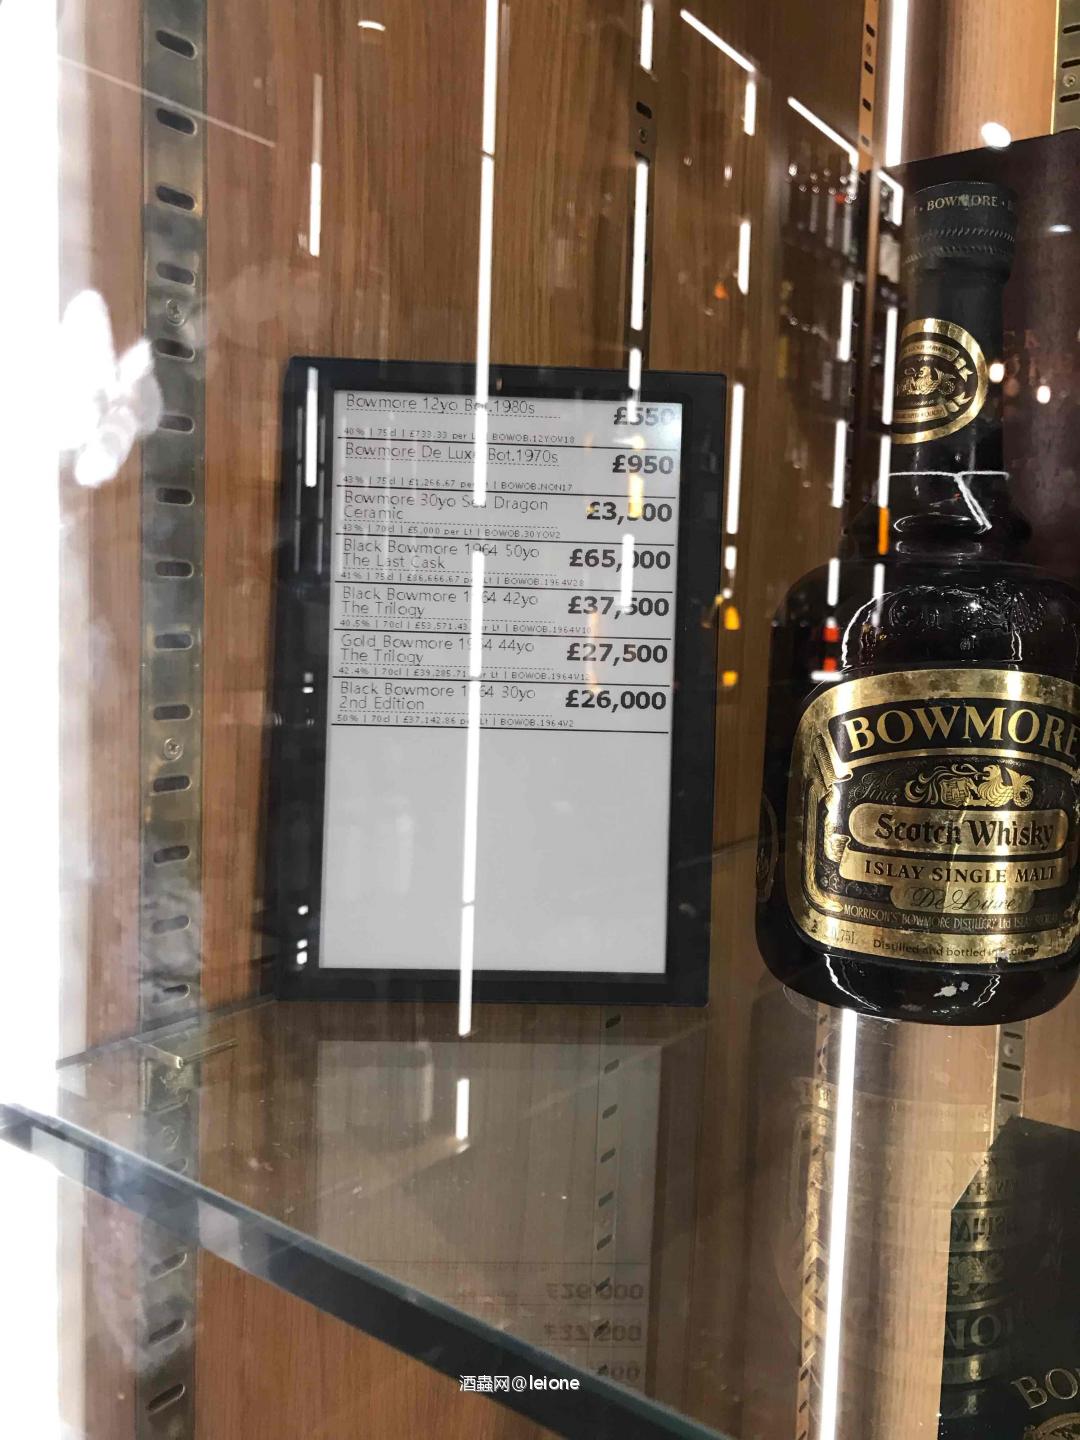 Bowmore 12yo Bot.1980s
£550
40% | 75cl | £733.33 per Lt | BOWOB.12YOV18
Bowmore De Luxe Bot.1970s
£950
43% | 75cl | £1,266.67 per Lt | BOWOB.NON17
Bowmore 30yo Sea Dragon
Ceramic
£3,500
43% | 70cl | £5,000 per Lt | BOWOB.30YOV2
Black Bowmore 1964 50yo
The Last Cask
£65,000
41% | 75cl | £86,666.67 per Lt | BOWOB.1964V28
Black Bowmore 1964 42yo
The Trilogy
£37,500
40.5% | 70cl | £53,571.43 per Lt | BOWOB.1964V10
Gold Bowmore 1964 44yo
The Trilogy
£27,500
42.4% | 70cl | £39,285.71 per Lt | BOWOB.1964V12
Black Bowmore 1964 30yo
2nd Edition
£26,000
50% | 70cl | £37,142.86 per Lt | BOWOB.1964V2
BOWMORE
BOWMORE
Scotch Whisky
ISLAY SINGLE MALT
De Luxe
MORRISON'S BOWMORE DISTILLERY Ltd ISLAY
0,75L
Distilled and bottled in
酒蟲网@leione